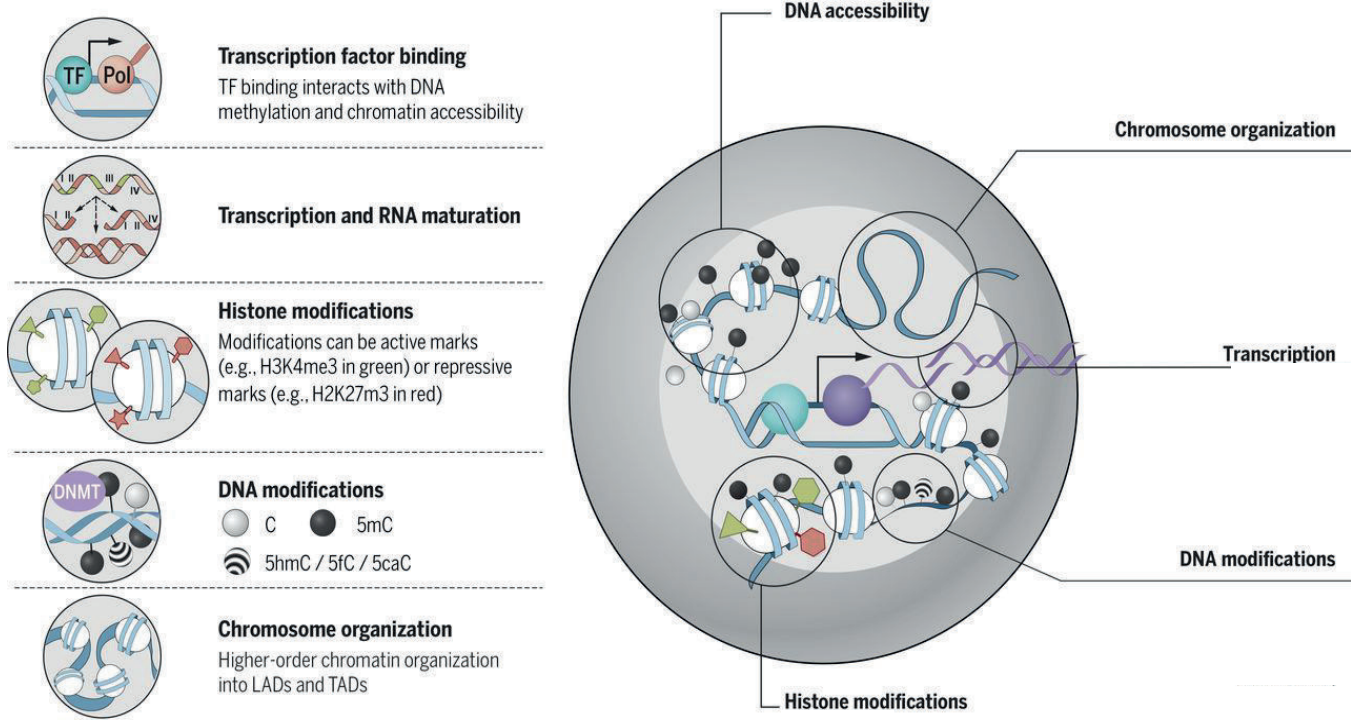 TF Pol
Transcription factor binding
TF binding interacts with DNA
methylation and chromatin accessibility
I II III IV
I II I II IV
Transcription and RNA maturation
Histone modifications
Modifications can be active marks
(e.g., H3K4me3 in green) or repressive
marks (e.g., H2K27m3 in red)
DNMT
DNA modifications
C 5mC
5hmC / 5fC / 5caC
Chromosome organization
Higher-order chromatin organization
into LADs and TADs
DNA accessibility
Chromosome organization
Transcription
DNA modifications
Histone modifications